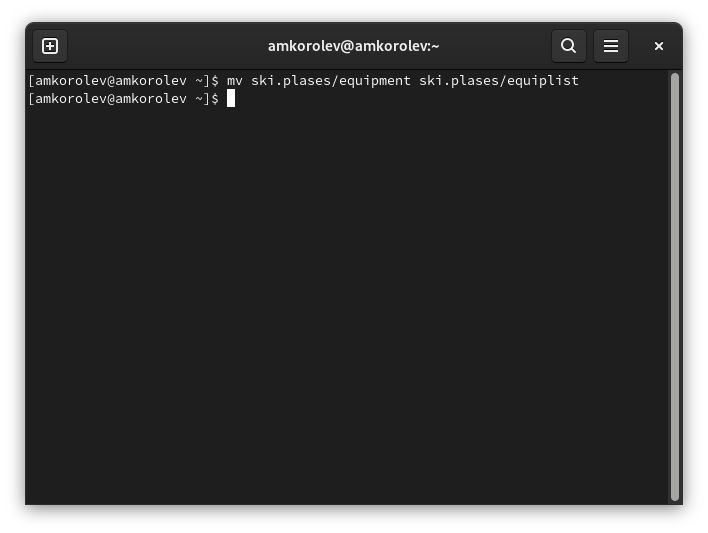 amkorolev@amkorolev:~
[amkorolev@amkorolev ~]$ mv ski.plases/equipment ski.plases/equiplist
[amkorolev@amkorolev ~]$